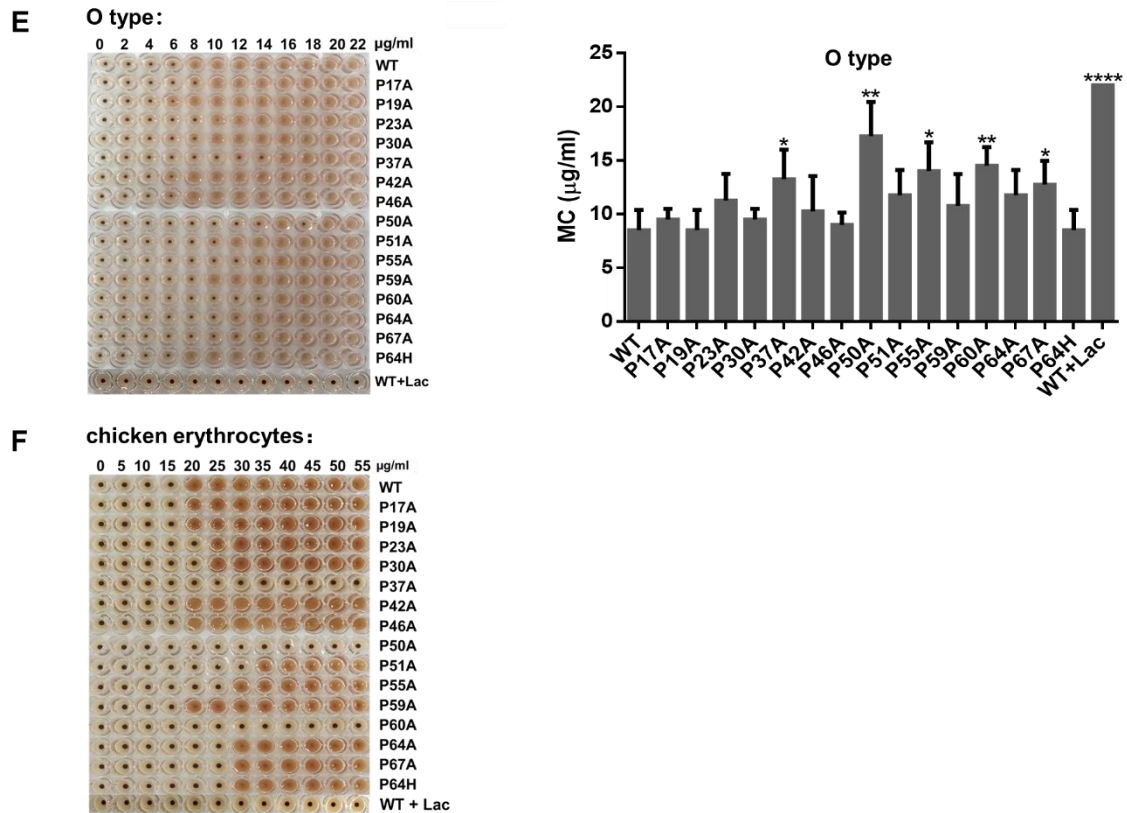 E
O type:
0 2 4 6 8 10 12 14 16 18 20 22 μg/ml
WT
P17A
P19A
P23A
P30A
P37A
P42A
P46A
P50A
P51A
P55A
P59A
P60A
P64A
P67A
P64H
WT+Lac
O type
MC (μg/ml)
25
20
15
10
5
0
* ** * ** * ****
WT
P17A
P19A
P23A
P30A
P37A
P42A
P46A
P50A
P51A
P55A
P59A
P60A
P64A
P67A
P64H
WT+Lac
F
chicken erythrocytes:
0 5 10 15 20 25 30 35 40 45 50 55 μg/ml
WT
P17A
P19A
P23A
P30A
P37A
P42A
P46A
P50A
P51A
P55A
P59A
P60A
P64A
P67A
P64H
WT + Lac